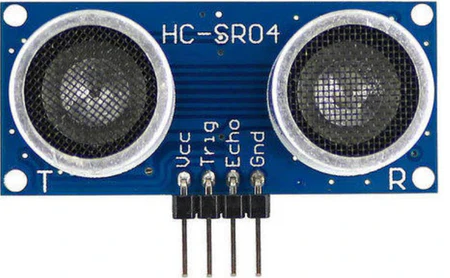 HC-SR04
Vcc
Trig
Echo
Gnd
T
R